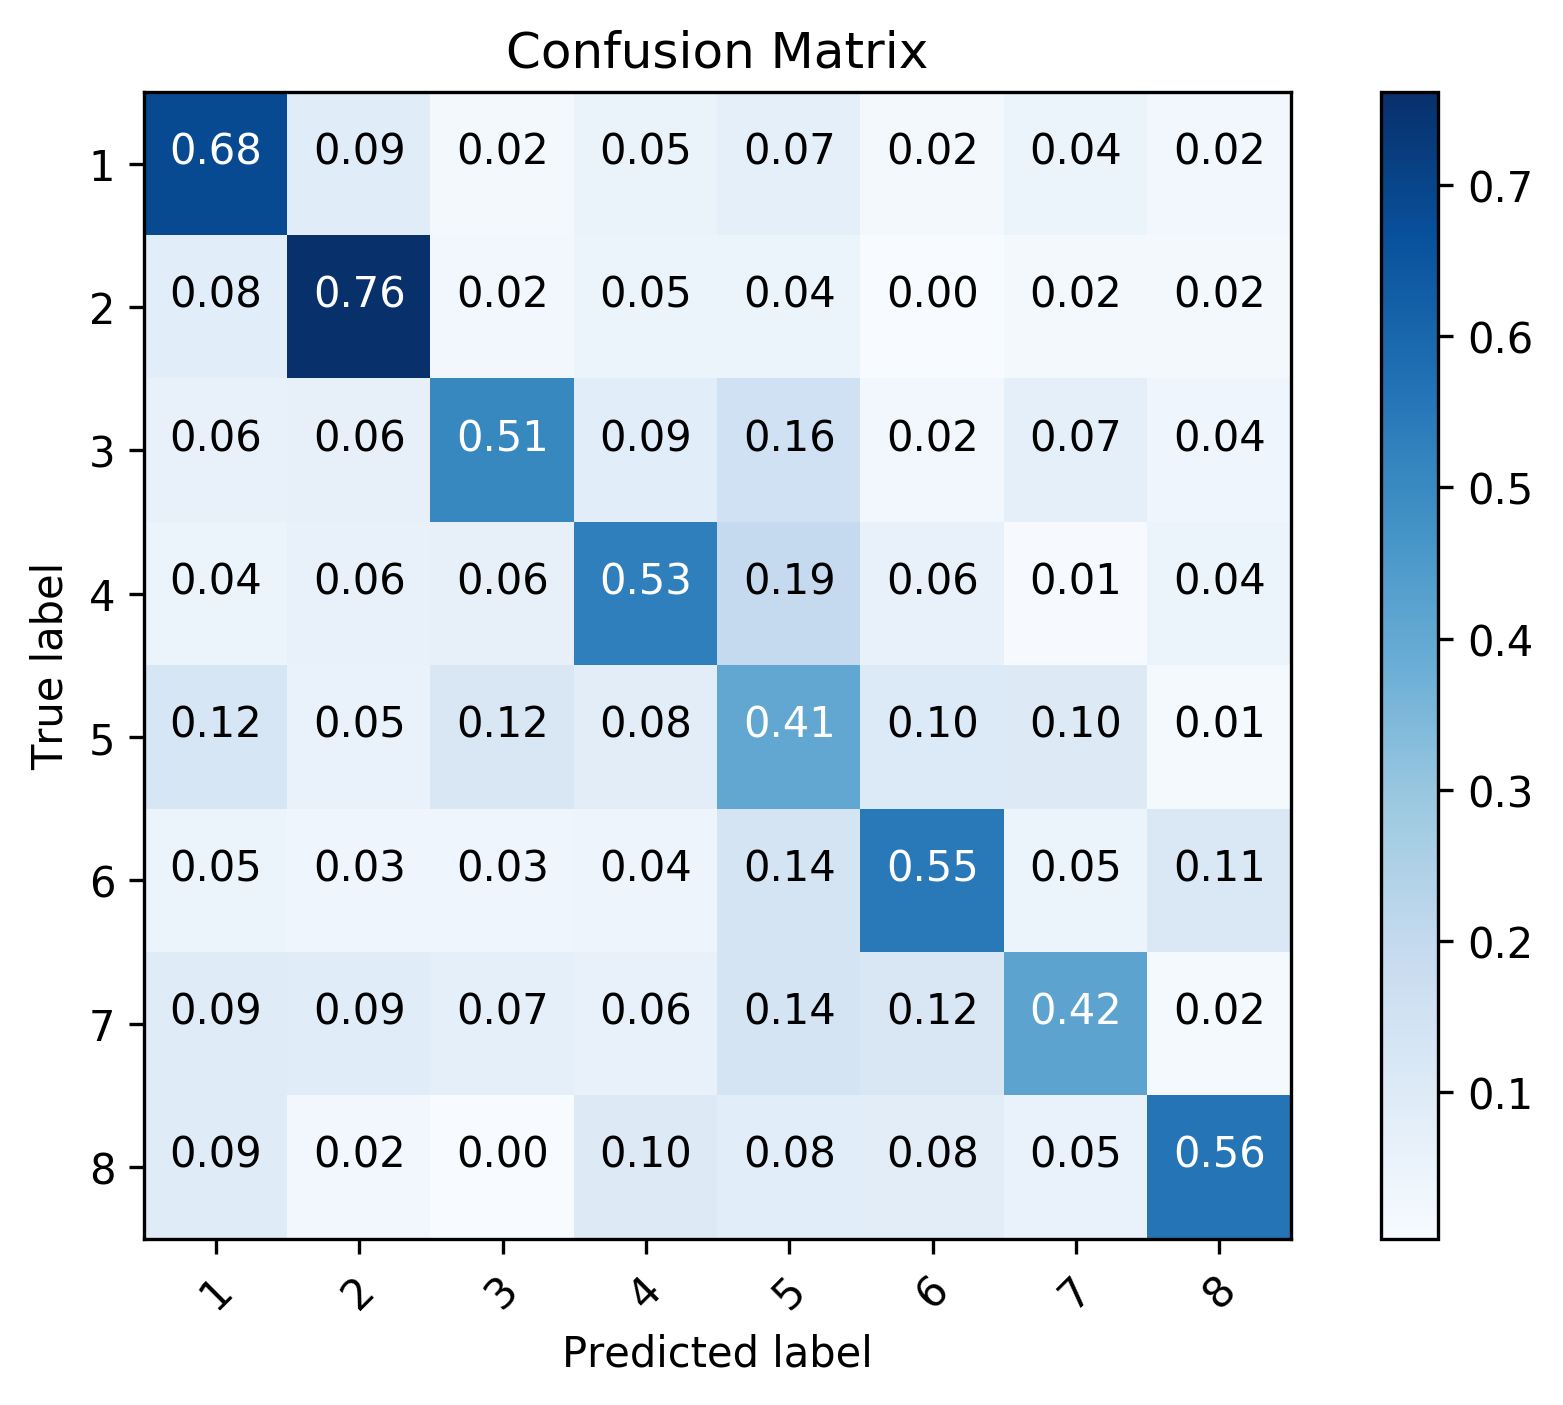 Confusion Matrix
True label
1 0.68 0.09 0.02 0.05 0.07 0.02 0.04 0.02
2 0.08 0.76 0.02 0.05 0.04 0.00 0.02 0.02
3 0.06 0.06 0.51 0.09 0.16 0.02 0.07 0.04
4 0.04 0.06 0.06 0.53 0.19 0.06 0.01 0.04
5 0.12 0.05 0.12 0.08 0.41 0.10 0.10 0.01
6 0.05 0.03 0.03 0.04 0.14 0.55 0.05 0.11
7 0.09 0.09 0.07 0.06 0.14 0.12 0.42 0.02
8 0.09 0.02 0.00 0.10 0.08 0.08 0.05 0.56
1 2 3 4 5 6 7 8
Predicted label
0.7
0.6
0.5
0.4
0.3
0.2
0.1